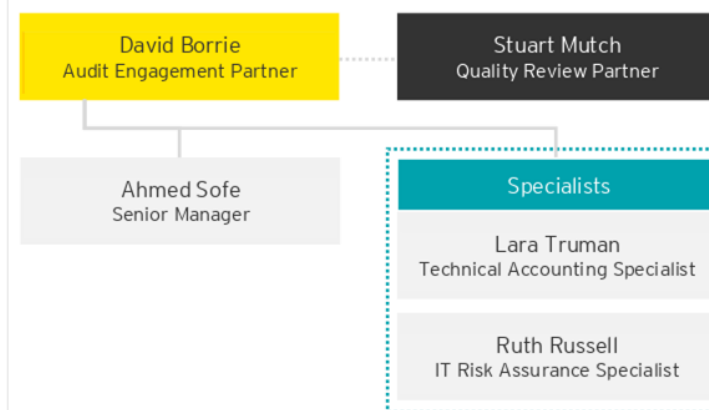 David Borrie
Audit Engagement Partner
Stuart Mutch
Quality Review Partner
Ahmed Sofe
Senior Manager
Specialists
Lara Truman
Technical Accounting Specialist
Ruth Russell
IT Risk Assurance Specialist